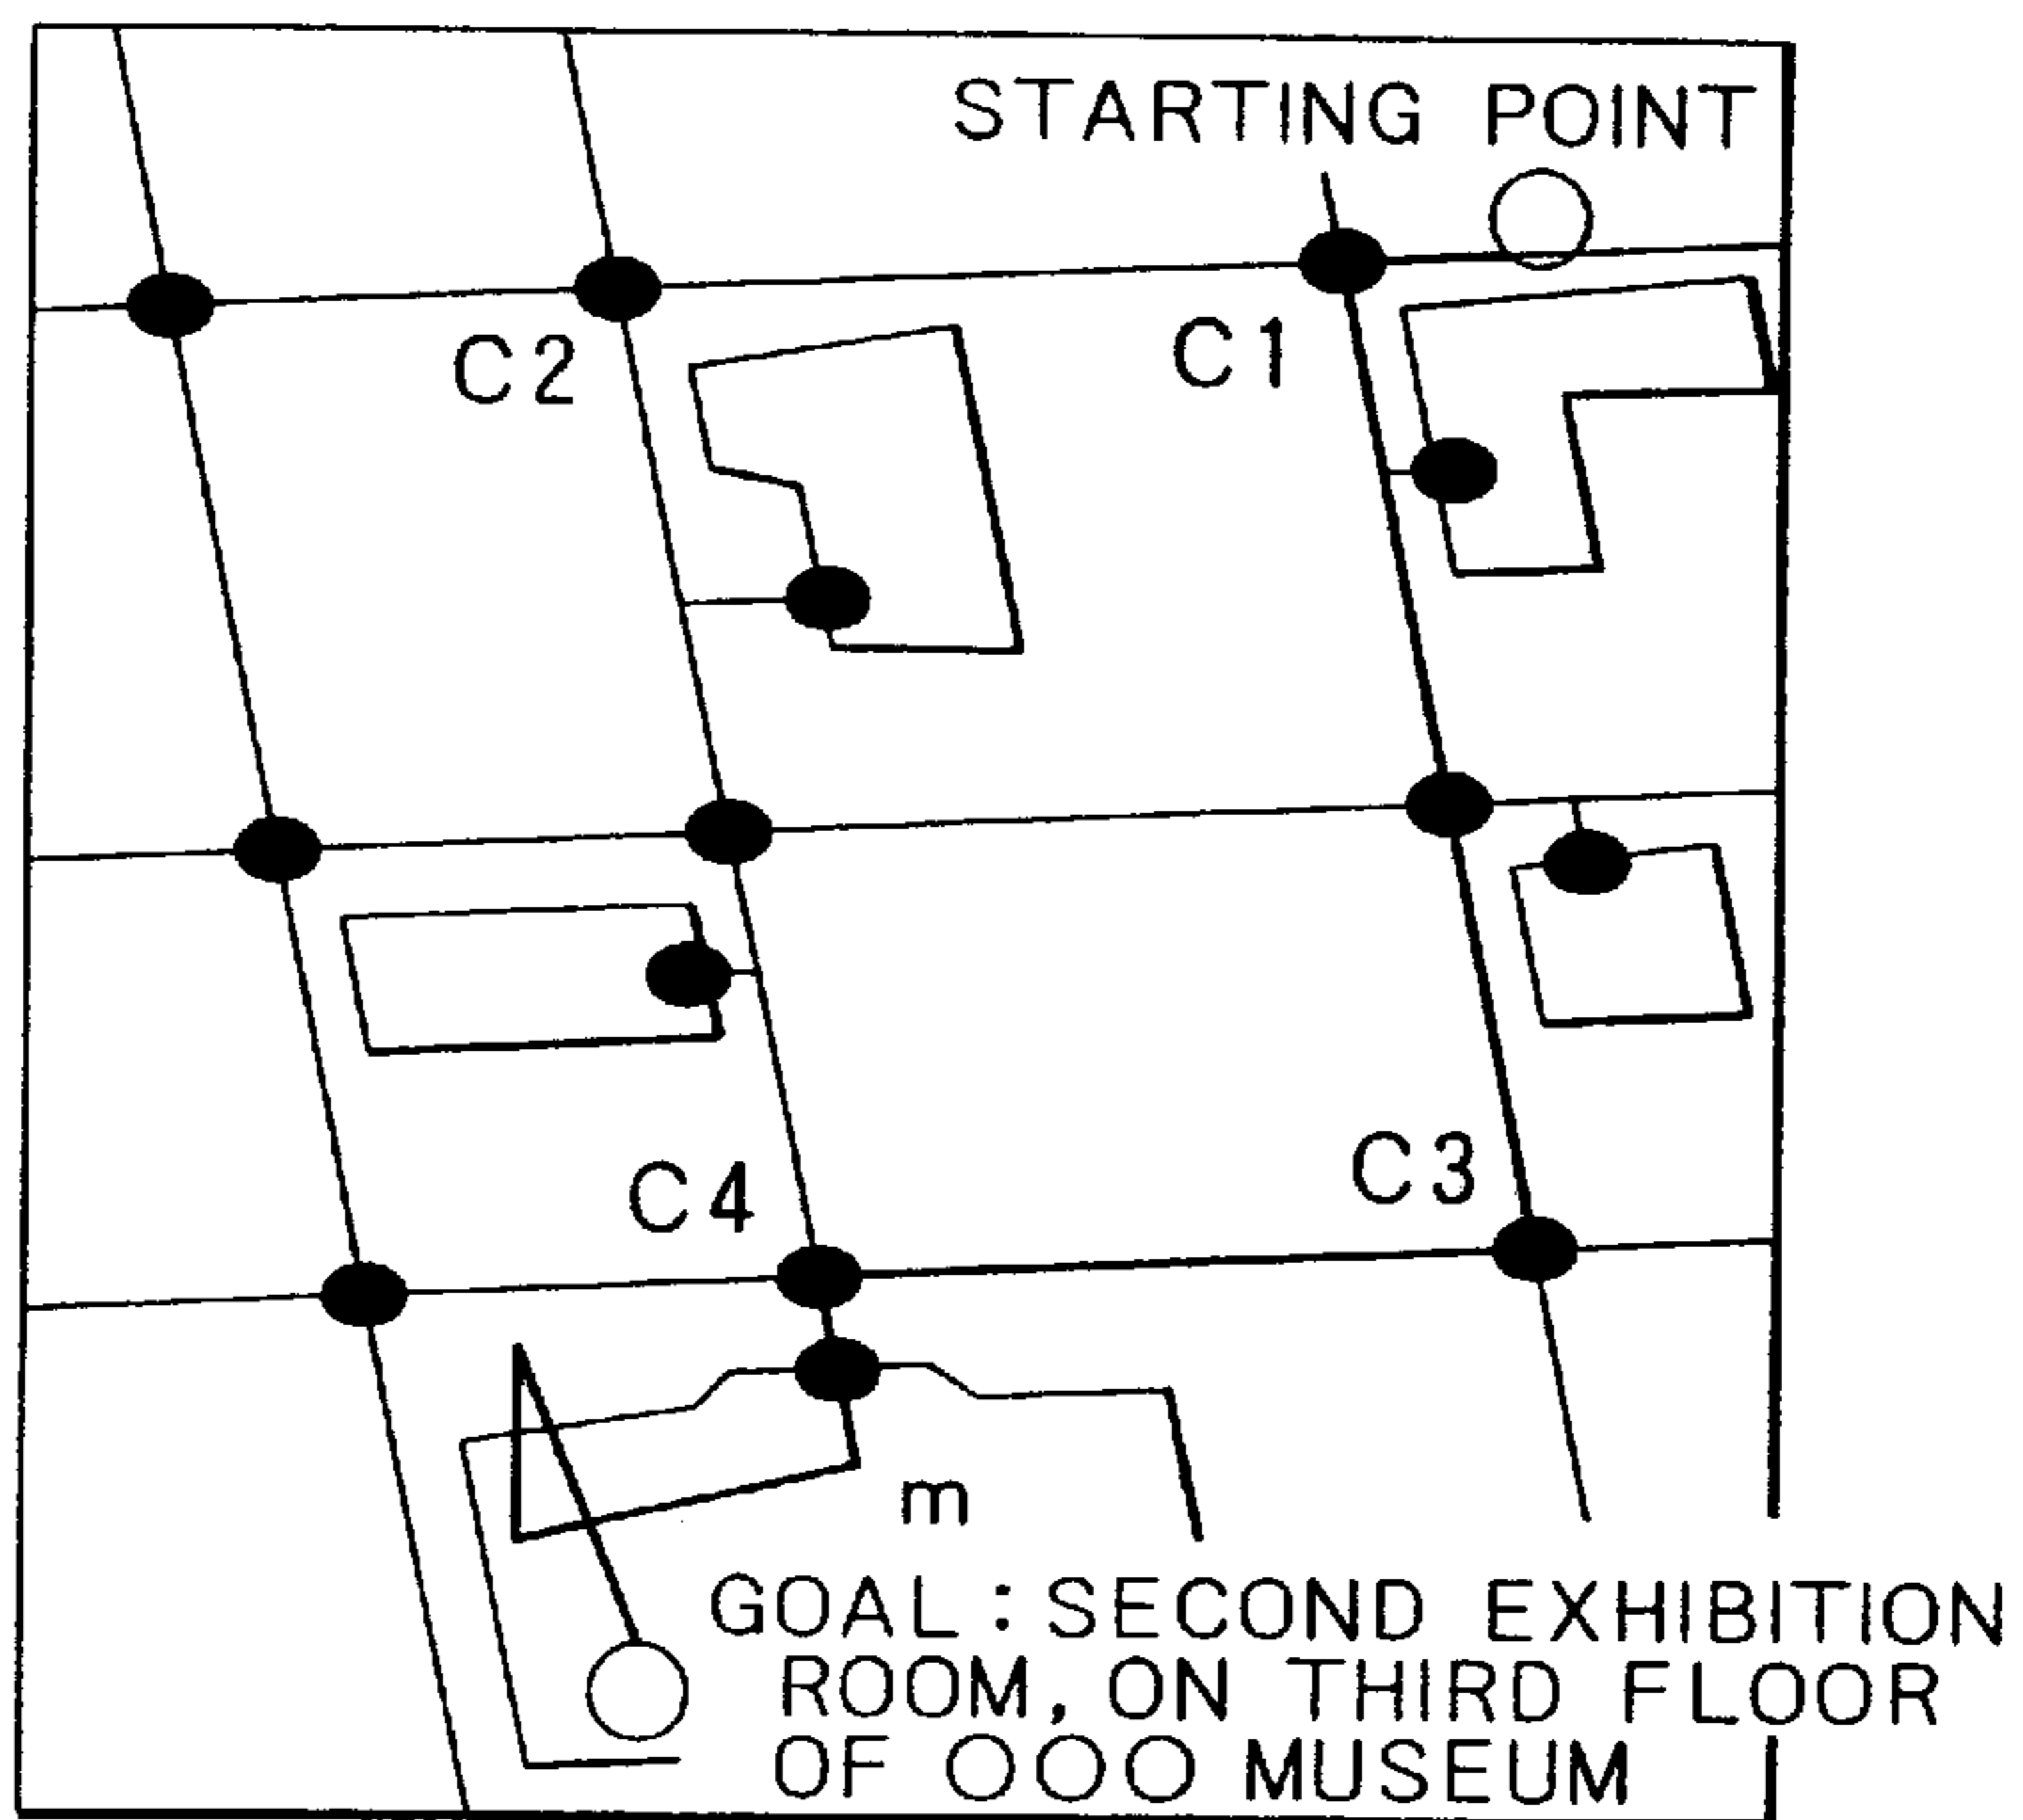 STARTING POINT
C2
C1
C4
C3
m
GOAL: SECOND EXHIBITION
ROOM, ON THIRD FLOOR
OF OOO MUSEUM